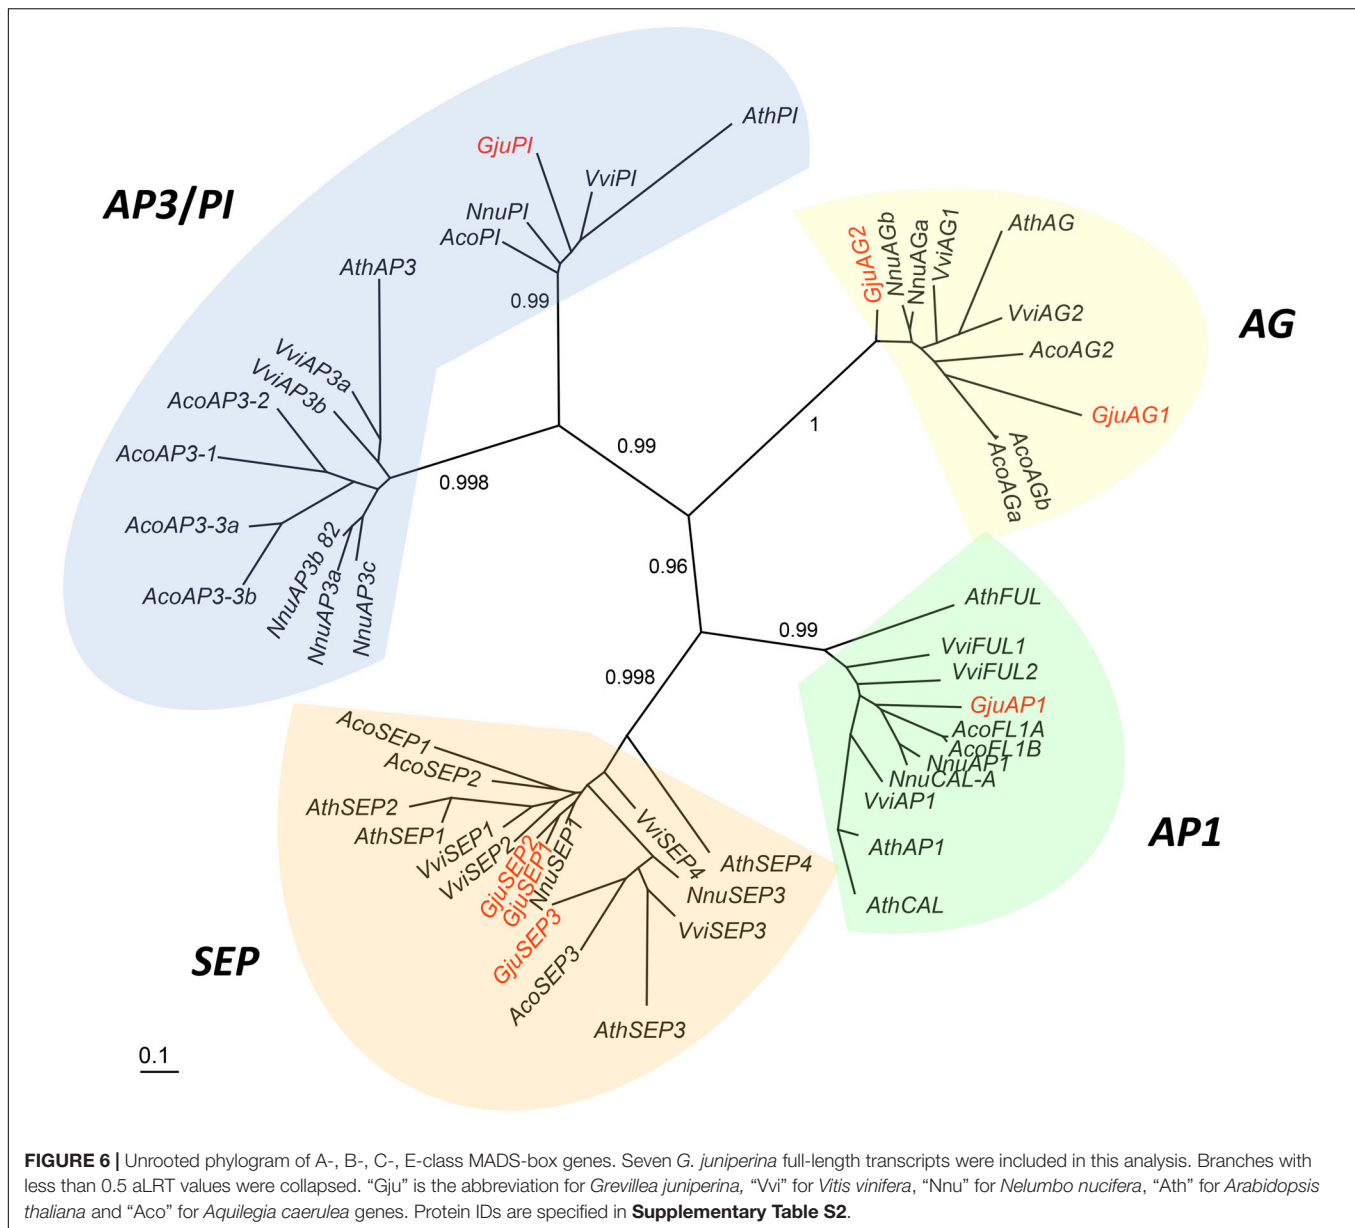 AP3/PI
AthPI
GjuPI
VviPI
NnuPI
AcoPI
AthAP3
0.99
VviAP3a
VviAP3b
AcoAP3-2
AcoAP3-1
AcoAP3-3a
AcoAP3-3b
NnuAP3b 82
NnuAP3a
NnuAP3c
0.998
0.99
1
0.96
AG
GjuAG2
NnuAGb
NnuAGa
VviAG1
AthAG
VviAG2
AcoAG2
GjuAG1
AcoAGb
AcoAGa
0.99
AthFUL
VviFUL1
VviFUL2
GjuAP1
AcoFL1A
AcoFL1B
NnuAP1
NnuCAL-A
VviAP1
AthAP1
AthCAL
AP1
0.998
AcoSEP1
AcoSEP2
AthSEP2
AthSEP1
VviSEP1
VviSEP2
GjuSEP2
GjuSEP1
NnuSEP1
GjuSEP3
AcoSEP3
AthSEP3
VviSEP3
NnuSEP3
VviSEP4
AthSEP4
SEP
0.1
FIGURE 6 | Unrooted phylogram of A-, B-, C-, E-class MADS-box genes. Seven G. juniperina full-length transcripts were included in this analysis. Branches with
less than 0.5 aLRT values were collapsed. “Gju” is the abbreviation for Grevillea juniperina, “Vvi” for Vitis vinifera, “Nnu” for Nelumbo nucifera, “Ath” for Arabidopsis
thaliana and “Aco” for Aquilegia caerulea genes. Protein IDs are specified in Supplementary Table S2.